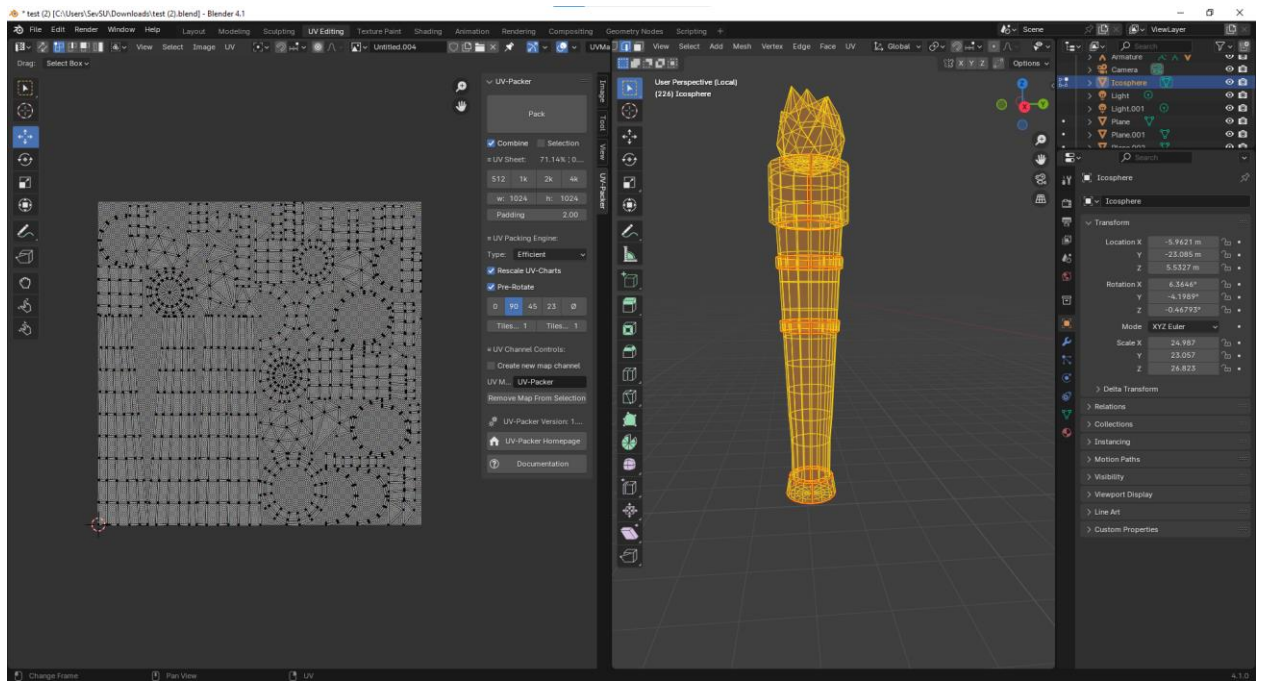 * test (2) [C:\Users\SevSU\Downloads\test (2).blend] - Blender 4.1
File Edit Render Window Help Layout Modeling Sculpting UV Editing Texture Paint Shading Animation Rendering Compositing Geometry Nodes Scripting + Scene ViewLayer
View Select Image UV Untitled.004 UVMa
View Select Add Mesh Vertex Edge Face UV Global
Drag: Select Box
X Y Z Options
UV-Packer
Pack
Combine Selection
UV Sheet: 71.14% ¦ 0....
512 1k 2k 4k
w: 1024 h: 1024
Padding 2.00
UV Packing Engine:
Type: Efficient
Rescale UV-Charts
Pre-Rotate
0 90 45 23 Ø
Tiles... 1 Tiles... 1
UV Channel Controls:
Create new map channel
UV M... UV-Packer
Remove Map From Selection
UV-Packer Version: 1....
UV-Packer Homepage
Documentation
Image
Tool
View
UV-Packer
User Perspective (Local)
(226) Icosphere
Z
X
Y
Search
Armature
Camera
Icosphere
Light
Light.001
Plane
Plane.001
Search
Icosphere
Icosphere
Transform
Location X -5.9621 m
Y -23.085 m
Z 5.5327 m
Rotation X 6.3646°
Y -4.1989°
Z -0.46793°
Mode XYZ Euler
Scale X 24.987
Y 23.057
Z 26.823
Delta Transform
Relations
Collections
Instancing
Motion Paths
Visibility
Viewport Display
Line Art
Custom Properties
Change Frame Pan View UV 4.1.0